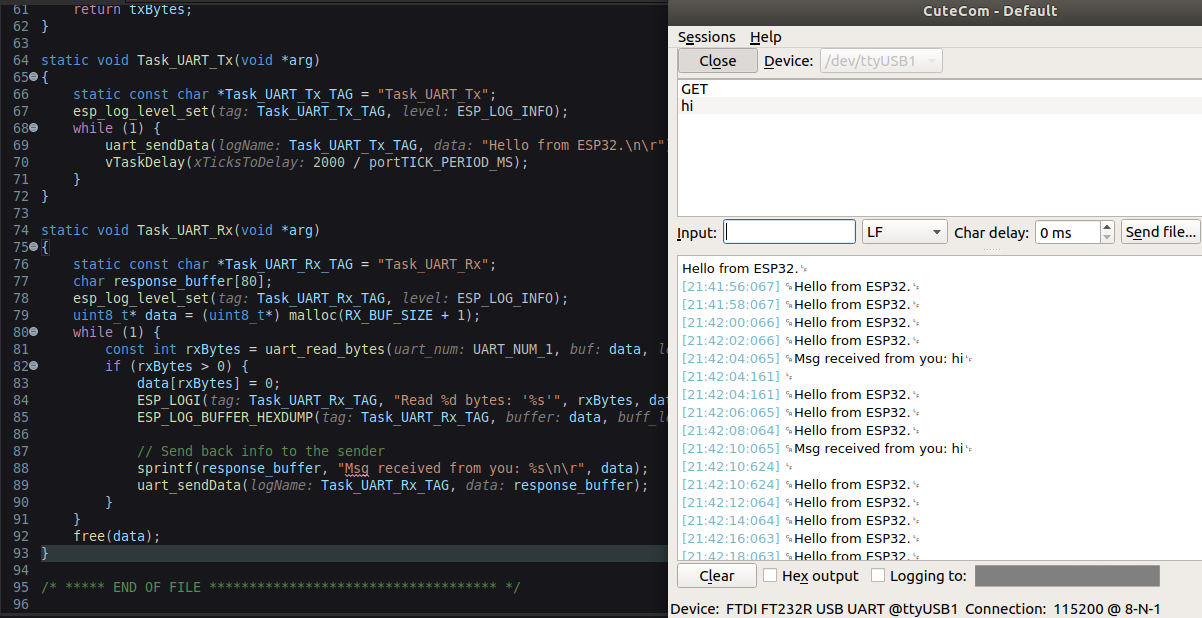 61 return txBytes;
62 }
63
64 static void Task_UART_Tx(void *arg)
65 {
66 static const char *Task_UART_Tx_TAG = "Task_UART_Tx";
67 esp_log_level_set(tag: Task_UART_Tx_TAG, level: ESP_LOG_INFO);
68 while (1) {
69 uart_sendData(logName: Task_UART_Tx_TAG, data: "Hello from ESP32.\n\r"
70 vTaskDelay(xTicksToDelay: 2000 / portTICK_PERIOD_MS);
71 }
72 }
73
74 static void Task_UART_Rx(void *arg)
75 {
76 static const char *Task_UART_Rx_TAG = "Task_UART_Rx";
77 char response_buffer[80];
78 esp_log_level_set(tag: Task_UART_Rx_TAG, level: ESP_LOG_INFO);
79 uint8_t* data = (uint8_t*) malloc(RX_BUF_SIZE + 1);
80 while (1) {
81 const int rxBytes = uart_read_bytes(uart_num: UART_NUM_1, buf: data,
82 if (rxBytes > 0) {
83 data[rxBytes] = 0;
84 ESP_LOGI(tag: Task_UART_Rx_TAG, "Read %d bytes: '%s'", rxBytes, dat
85 ESP_LOG_BUFFER_HEXDUMP(tag: Task_UART_Rx_TAG, buffer: data, buff_l
86
87 // Send back info to the sender
88 sprintf(response_buffer, "Msg received from you: %s\n\r", data);
89 uart_sendData(logName: Task_UART_Rx_TAG, data: response_buffer);
90 }
91 }
92 free(data);
93 }
94
95 /* ***** END OF FILE ************************************ */
96
CuteCom - Default
Sessions Help
Close Device: /dev/ttyUSB1
GET
hi
Input: LF Char delay: 0 ms Send file...
Hello from ESP32.
[21:41:56:067] Hello from ESP32.
[21:41:58:067] Hello from ESP32.
[21:42:00:066] Hello from ESP32.
[21:42:02:066] Hello from ESP32.
[21:42:04:065] Msg received from you: hi
[21:42:04:161]
[21:42:04:161] Hello from ESP32.
[21:42:06:065] Hello from ESP32.
[21:42:08:064] Hello from ESP32.
[21:42:10:065] Msg received from you: hi
[21:42:10:624]
[21:42:10:624] Hello from ESP32.
[21:42:12:064] Hello from ESP32.
[21:42:14:064] Hello from ESP32.
[21:42:16:063] Hello from ESP32.
[21:42:18:063] Hello from ESP32.
Clear Hex output Logging to:
Device: FTDI FT232R USB UART @ttyUSB1 Connection: 115200 @ 8-N-1